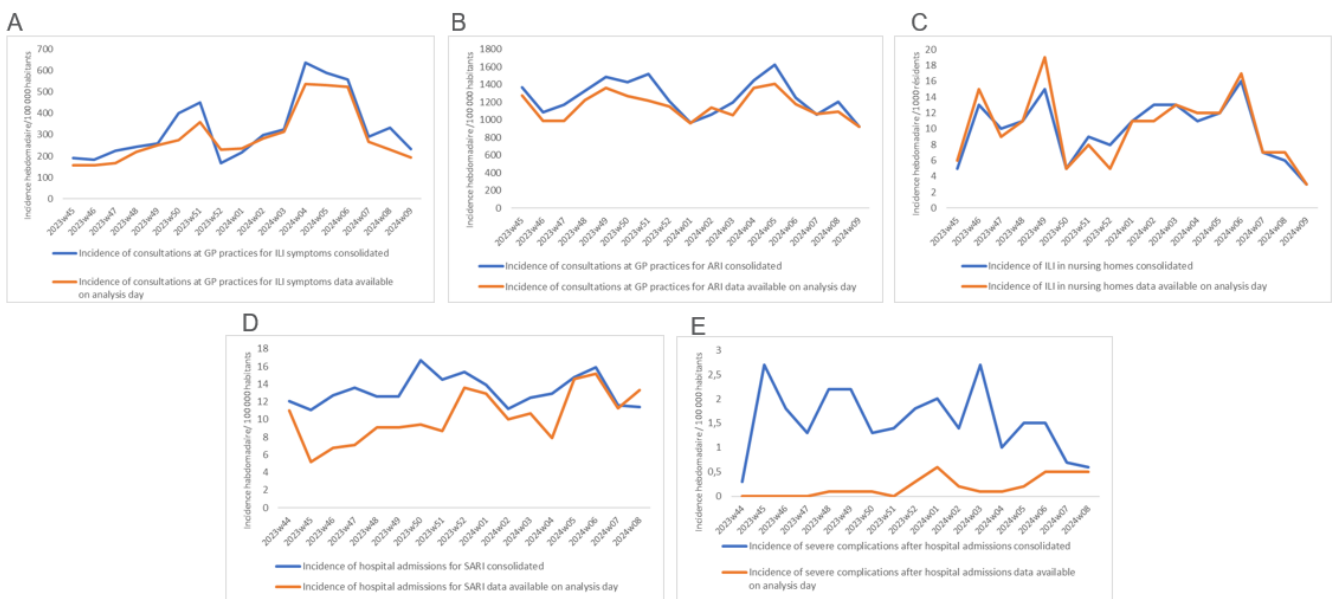 A
Incidence hebdomadaire/100 000 habitants
700
600
500
400
300
200
100
0
2023w45
2023w46
2023w47
2023w48
2023w49
2023w50
2023w51
2023w52
2024w01
2024w02
2024w03
2024w04
2024w05
2024w06
2024w07
2024w08
2024w09
Incidence of consultations at GP practices for ILI symptoms consolidated
Incidence of consultations at GP practices for ILI symptoms data available
on analysis day
B
Incidence hebdomadaire /100000 habitants
1800
1600
1400
1200
1000
800
600
400
200
0
2023w45
2023w46
2023w47
2023w48
2023w49
2023w50
2023w51
2023w52
2024w01
2024w02
2024w03
2024w04
2024w05
2024w06
2024w07
2024w08
2024w09
Incidence of consultations at GP practices for ARI consolidated
Incidence of consultations at GP practices for ARI data available on analysis day
C
Incidence hebdomadaire /1000 résidents
20
18
16
14
12
10
8
6
4
2
0
2023w45
2023w46
2023w47
2023w48
2023w49
2023w50
2023w51
2023w52
2024w01
2024w02
2024w03
2024w04
2024w05
2024w06
2024w07
2024w08
2024w09
Incidence of ILI in nursing homes consolidated
Incidence of ILI in nursing homes data available on analysis day
D
Incidence habdomadaire/ 100 000 habitants
18
16
14
12
10
8
6
4
2
0
2023w44
2023w45
2023w46
2023w47
2023w48
2023w49
2023w50
2023w51
2023w52
2024w01
2024w02
2024w03
2024w04
2024w05
2024w06
2024w07
2024w08
Incidence of hospital admissions for SARI consolidated
Incidence of hospital admissions for SARI data available on analysis day
E
Incidence hebdomadaire / 100 000 habitants
3
2,5
2
1,5
1
0,5
0
2023w44
2023w45
2023w46
2023w47
2023w48
2023w49
2023w50
2023w51
2023w52
2024w01
2024w02
2024w03
2024w04
2024w05
2024w06
2024w07
2024w08
Incidence of severe complications after hospital admissions consolidated
Incidence of severe complications after hospital admissions data available
on analysis day